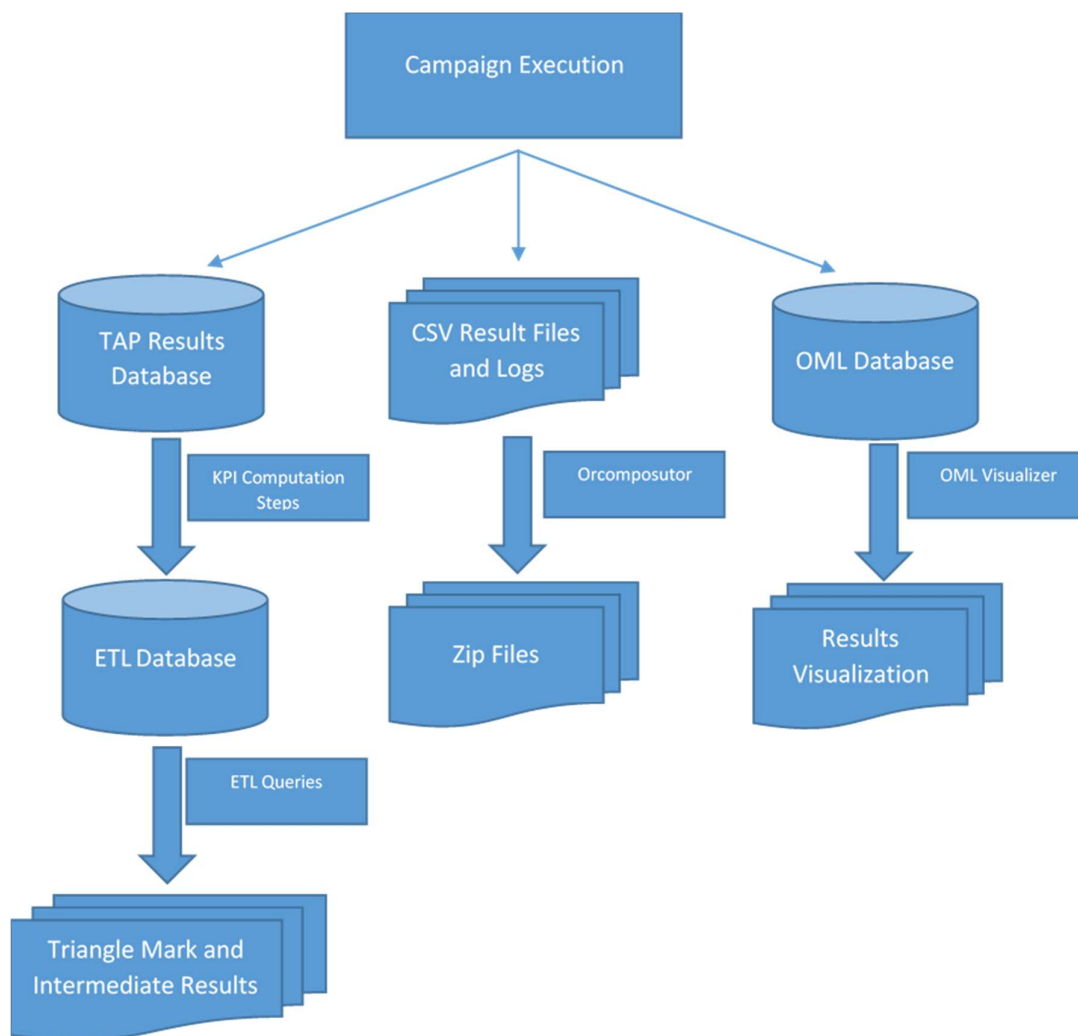 Campaign Execution
TAP Results
Database
CSV Result Files
and Logs
OML Database
KPI Computation
Steps
Orcomposutor
OML Visualizer
ETL Database
Zip Files
Results
Visualization
ETL Queries
Triangle Mark and
Intermediate Results